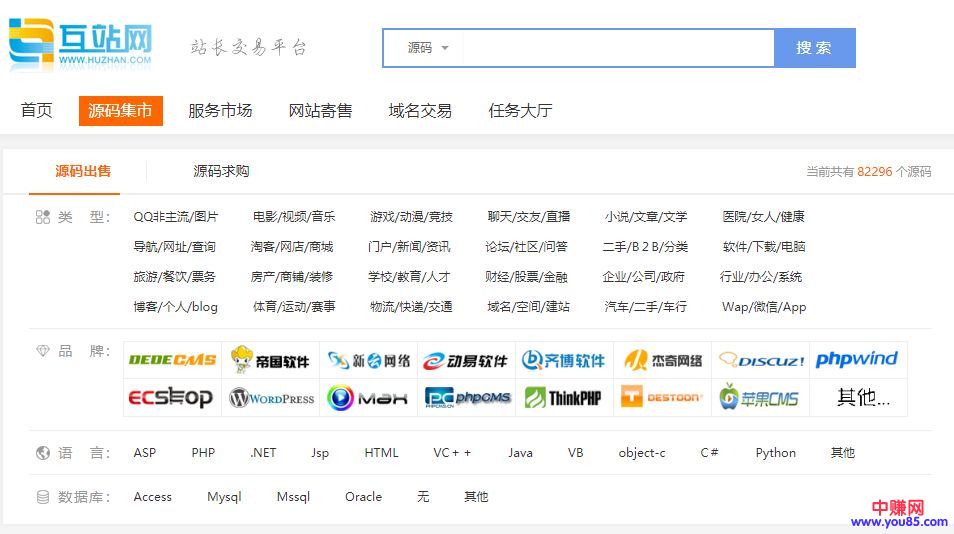 互站网
WWW.HUZHAN.COM
站长交易平台
源码
搜 索
首页 源码集市 服务市场 网站寄售 域名交易 任务大厅
源码出售 源码求购 当前共有 82296 个源码
类 型： QQ非主流/图片 电影/视频/音乐 游戏/动漫/竞技 聊天/交友/直播 小说/文章/文学 医院/女人/健康
导航/网址/查询 淘客/网店/商城 门户/新闻/资讯 论坛/社区/问答 二手/B 2 B/分类 软件/下载/电脑
旅游/餐饮/票务 房产/商铺/装修 学校/教育/人才 财经/股票/金融 企业/公司/政府 行业/办公/系统
博客/个人/blog 体育/运动/赛事 物流/快递/交通 域名/空间/建站 汽车/二手/车行 Wap/微信/App
品 牌： DEDECMS 帝国软件 新云网络 动易软件 齐博软件 杰奇网络 DISCUZ! phpwind
ECSHOP WORDPRESS MAX PHPCMS.CN phpCMS ThinkPHP DESTOON 苹果CMS 其他...
语 言： ASP PHP .NET Jsp HTML VC++ Java VB object-c C# Python 其他
数据库： Access Mysql Mssql Oracle 无 其他
中赚网
www.you85.com